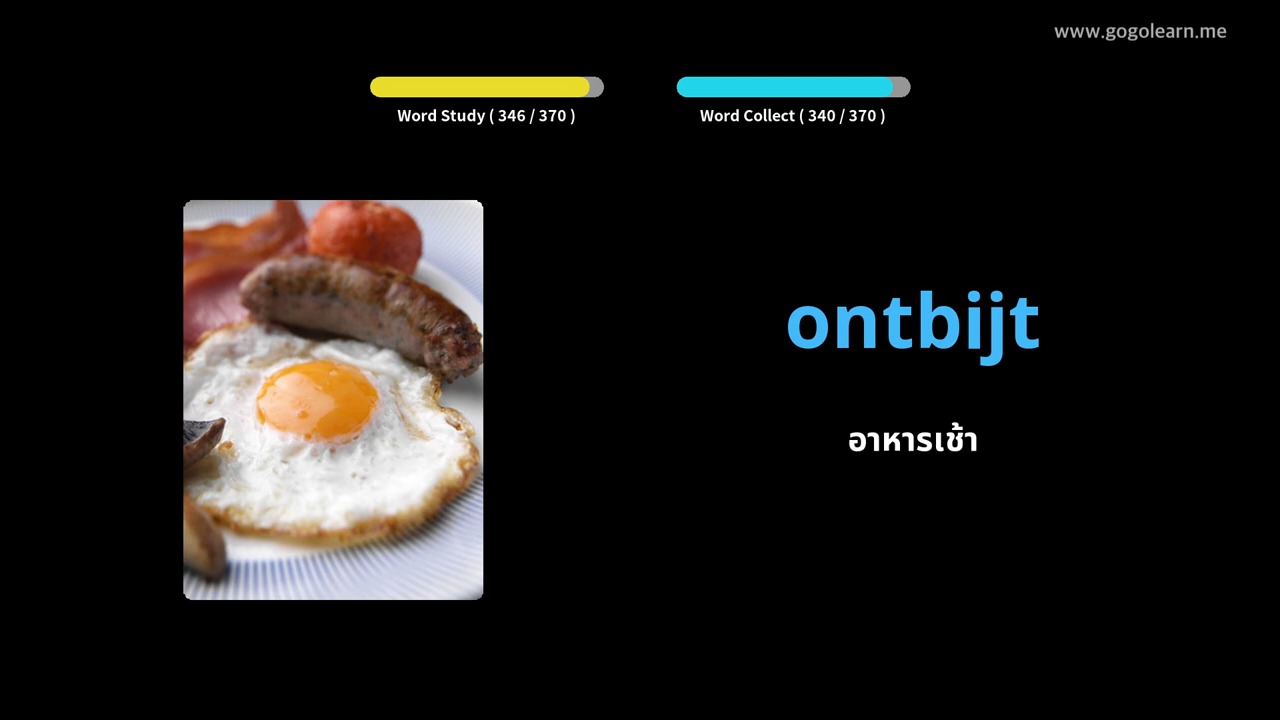 www.gogolearn.me
Word Study ( 346 / 370 )
Word Collect ( 340 / 370 )
ontbijt
อาหารเช้า